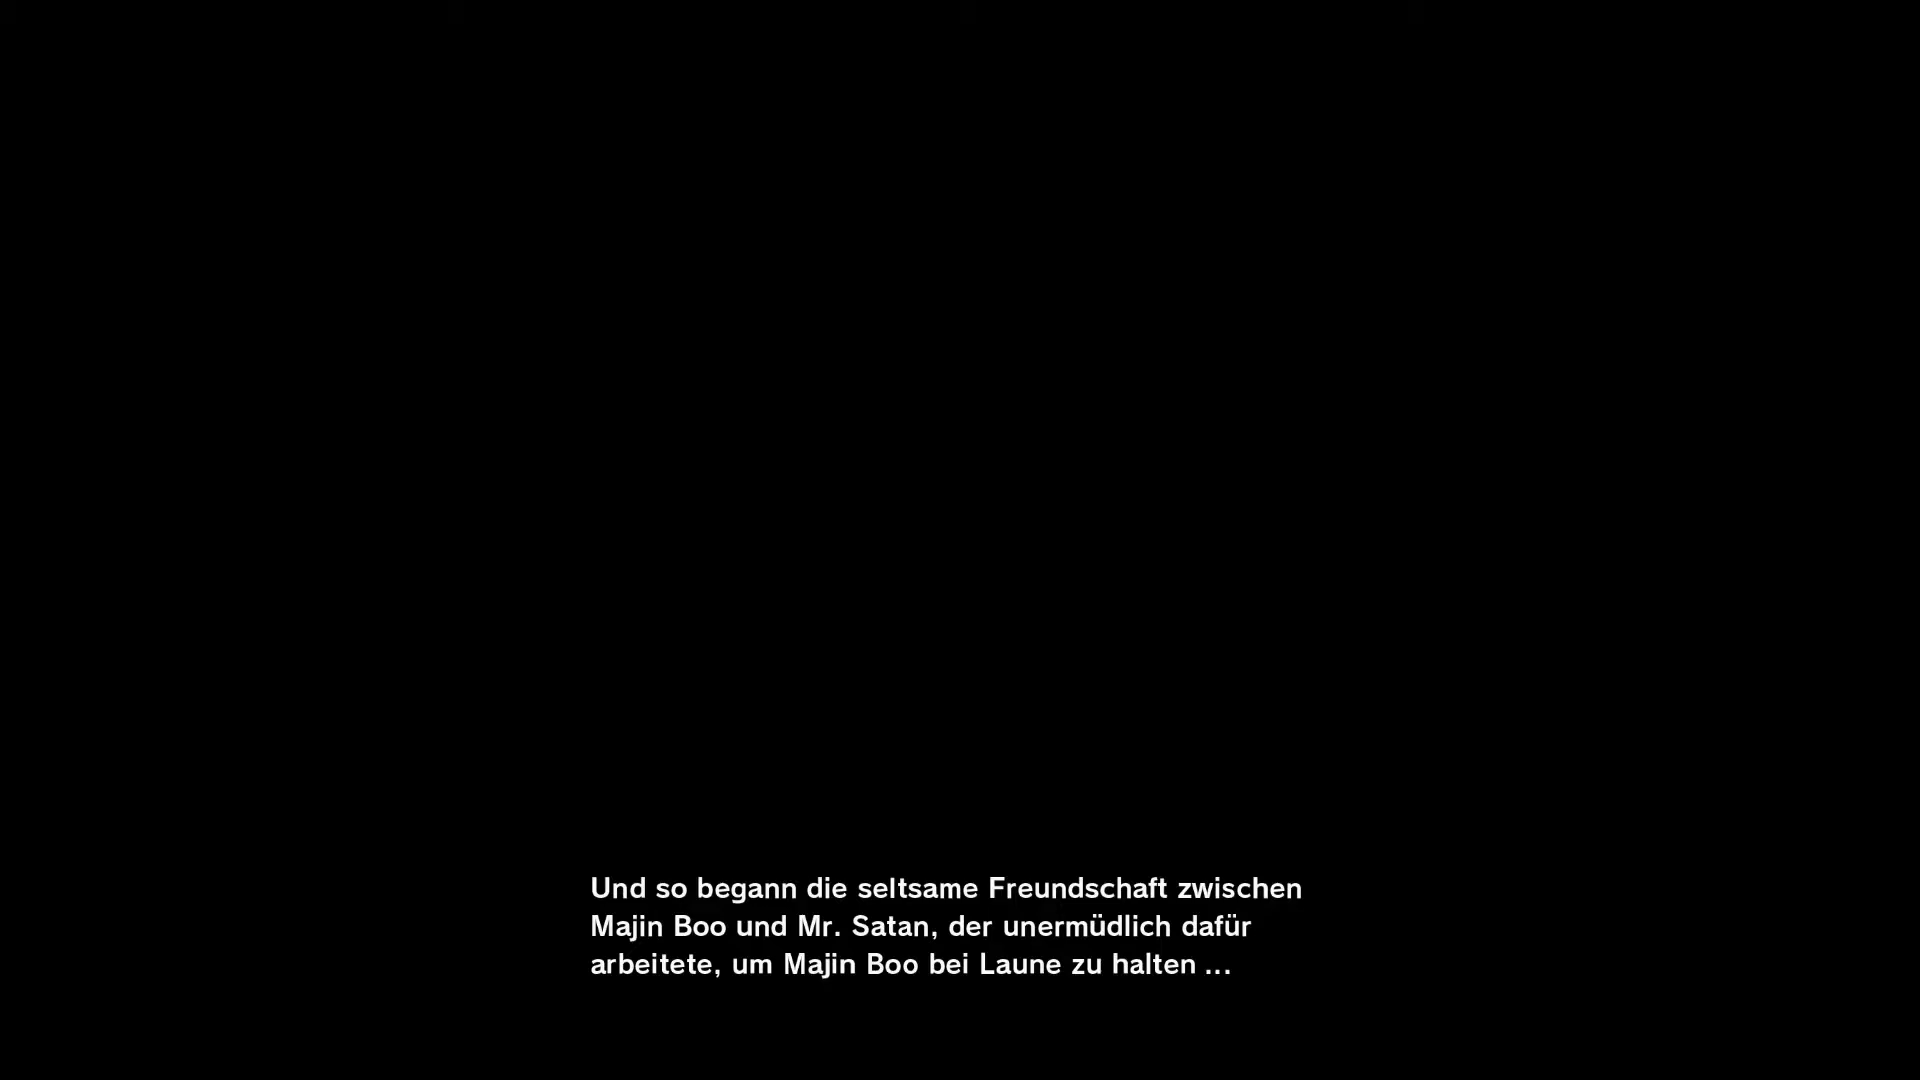 Und so begann die seltsame Freundschaft zwischen
Majin Boo und Mr. Satan, der unermüdlich dafür
arbeitete, um Majin Boo bei Laune zu halten ...